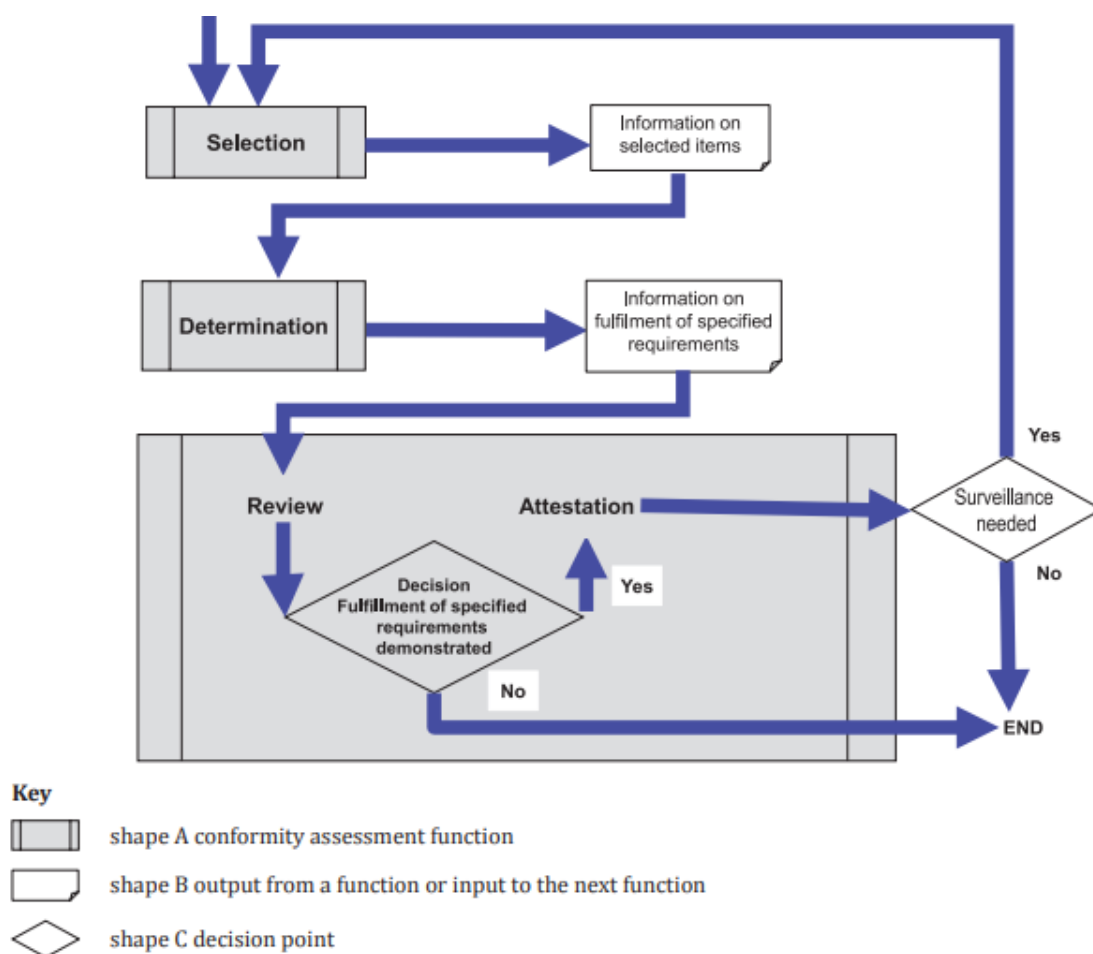 Selection
Information on
selected items
Determination
Information on
fulfilment of specified
requirements
Yes
Surveillance
needed
No
Review
Attestation
Decision
Fulfillment of specified
requirements
demonstrated
Yes
No
END
Key
shape A conformity assessment function
shape B output from a function or input to the next function
shape C decision point